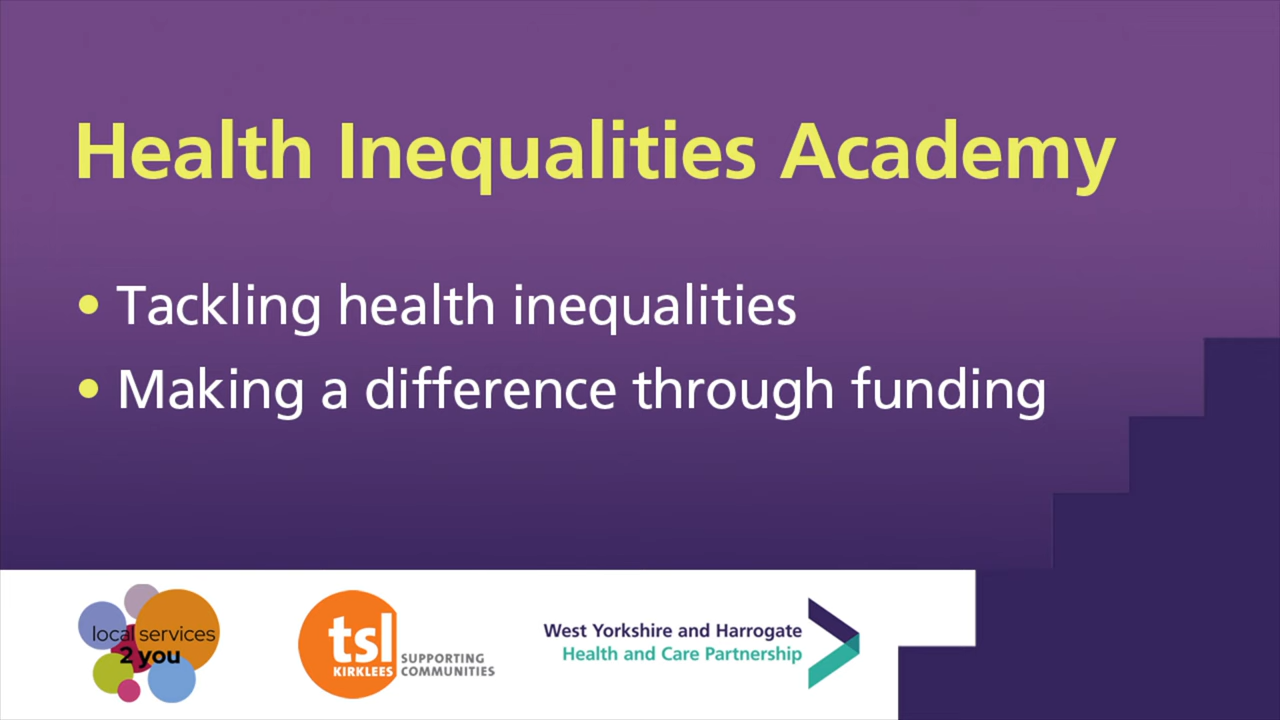 Health Inequalities Academy
• Tackling health inequalities
• Making a difference through funding
local services
2 you
tsl
KIRKLEES
SUPPORTING
COMMUNITIES
West Yorkshire and Harrogate
Health and Care Partnership